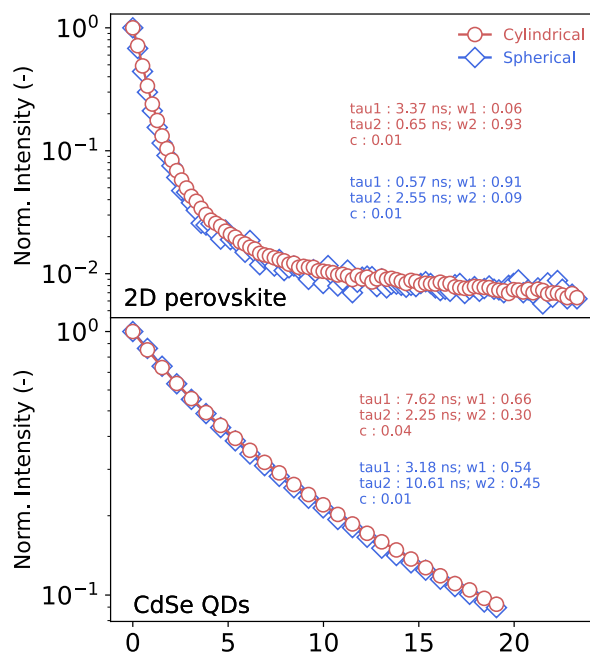 10⁰
Cylindrical
Spherical
tau1 : 3.37 ns; w1 : 0.06
tau2 : 0.65 ns; w2 : 0.93
c : 0.01
10⁻¹
tau1 : 0.57 ns; w1 : 0.91
tau2 : 2.55 ns; w2 : 0.09
c : 0.01
Norm. Intensity (-)
10⁻²
2D perovskite
10⁰
tau1 : 7.62 ns; w1 : 0.66
tau2 : 2.25 ns; w2 : 0.30
c : 0.04
tau1 : 3.18 ns; w1 : 0.54
tau2 : 10.61 ns; w2 : 0.45
c : 0.01
Norm. Intensity (-)
10⁻¹
CdSe QDs
0 5 10 15 20